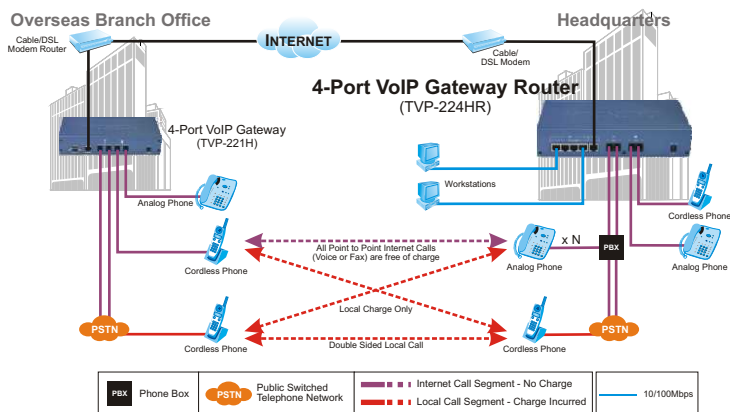 Overseas Branch Office
Headquarters
Cable/DSL
Modem Router
INTERNET
Cable/
DSL Modem
4-Port VoIP Gateway Router
(TVP-224HR)
4-Port VoIP Gateway
(TVP-221H)
Workstations
Analog Phone
Cordless Phone
All Point to Point Internet Calls
(Voice or Fax) are free of charge
x N
PBX
Cordless Phone
Analog Phone
Analog Phone
Local Charge Only
PSTN
PSTN
Cordless Phone
Double Sided Local Call
Cordless Phone
PBX
Phone Box
PSTN
Public Switched
Telephone Network
Internet Call Segment - No Charge
Local Call Segment - Charge Incurred
10/100Mbps